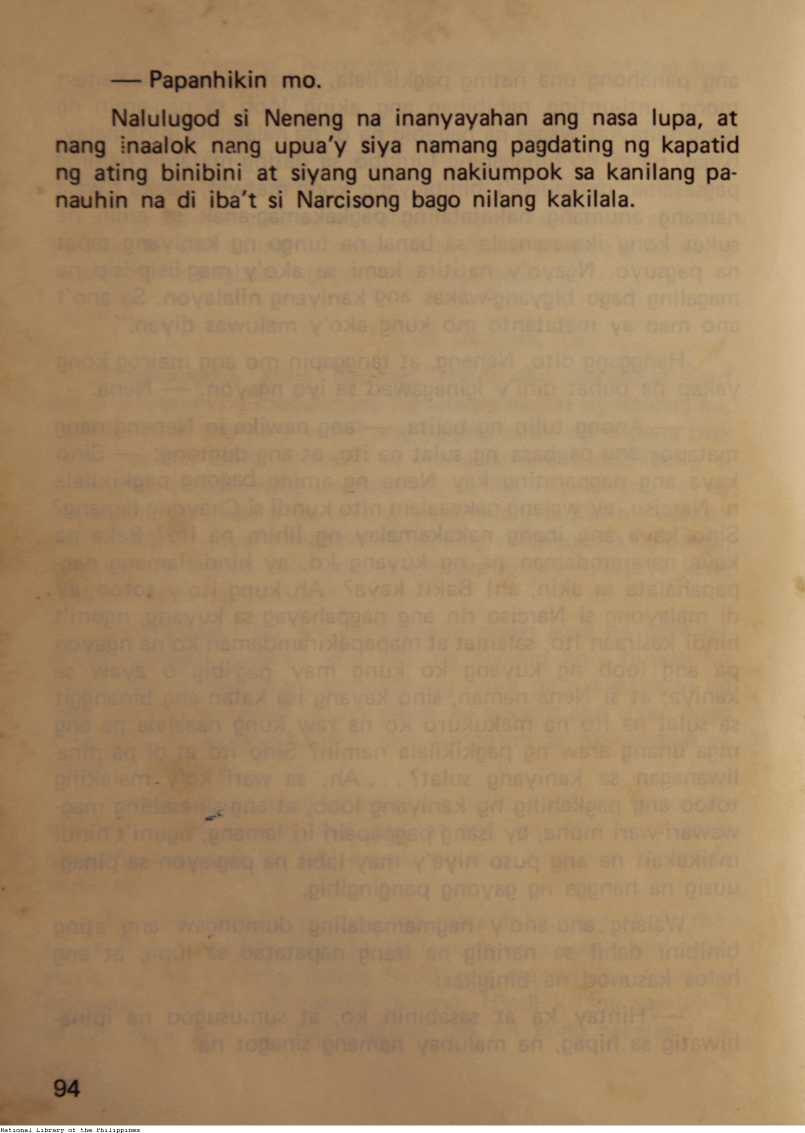 — Papanhikin mo.
Nalulugod si Neneng na inanyayahan ang nasa lupa, at
nang inaalok nang upua'y siya namang pagdating ng kapatid
ng ating binibini at siyang unang nakiumpok sa kanilang pa-
nauhin na di iba't si Narcisong bago nilang kakilala.
94
National Library of the Philippines